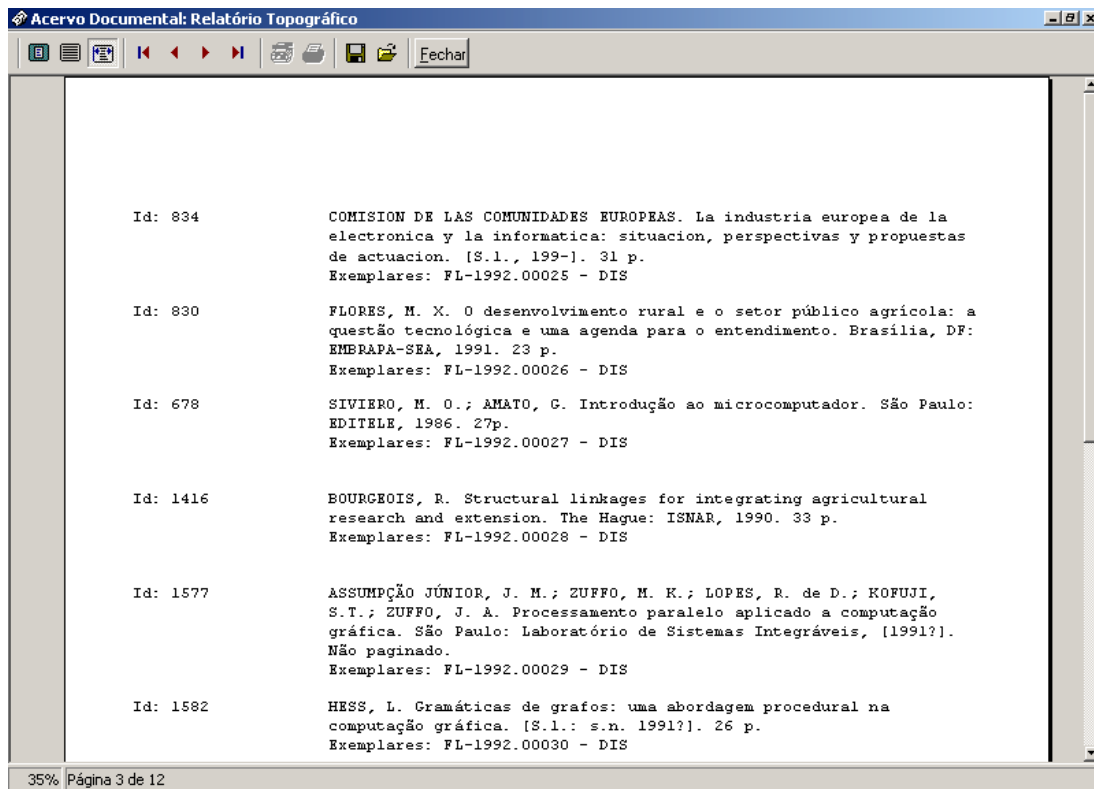 Acervo Documental: Relatório Topográfico
Fechar
Id: 834 COMISION DE LAS COMUNIDADES EUROPEAS. La industria europea de la
electronica y la informatica: situacion, perspectivas y propuestas
de actuacion. [S.l., 199-]. 31 p.
Exemplares: FL-1992.00025 - DIS
Id: 830 FLORES, M. X. O desenvolvimento rural e o setor público agrícola: a
questão tecnológica e uma agenda para o entendimento. Brasília, DF:
EMBRAPA-SEA, 1991. 23 p.
Exemplares: FL-1992.00026 - DIS
Id: 678 SIVIERO, M. O.; AMATO, G. Introdução ao microcomputador. São Paulo:
EDITELE, 1986. 27p.
Exemplares: FL-1992.00027 - DIS
Id: 1416 BOURGEOIS, R. Structural linkages for integrating agricultural
research and extension. The Hague: ISNAR, 1990. 33 p.
Exemplares: FL-1992.00028 - DIS
Id: 1577 ASSUMPÇÃO JÚNIOR, J. M.; ZUFFO, M. K.; LOPES, R. de D.; KOFUJI,
S.T.; ZUFFO, J. A. Processamento paralelo aplicado a computação
gráfica. São Paulo: Laboratório de Sistemas Integráveis, [1991?].
Não paginado.
Exemplares: FL-1992.00029 - DIS
Id: 1582 HESS, L. Gramáticas de grafos: uma abordagem procedural na
computação gráfica. [S.l.: s.n. 1991?]. 26 p.
Exemplares: FL-1992.00030 - DIS
35% Página 3 de 12